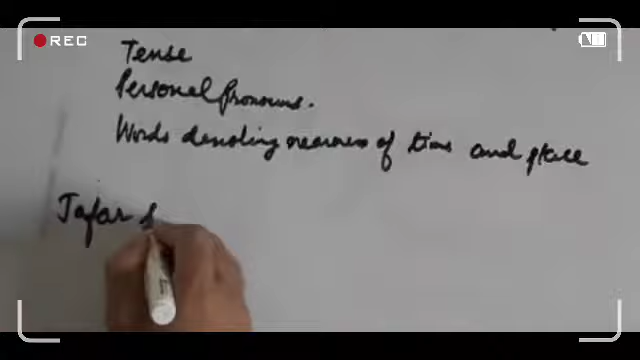 REC
Tense
Personal Pronouns.
Words denoting nearness of time and place
Jafar s